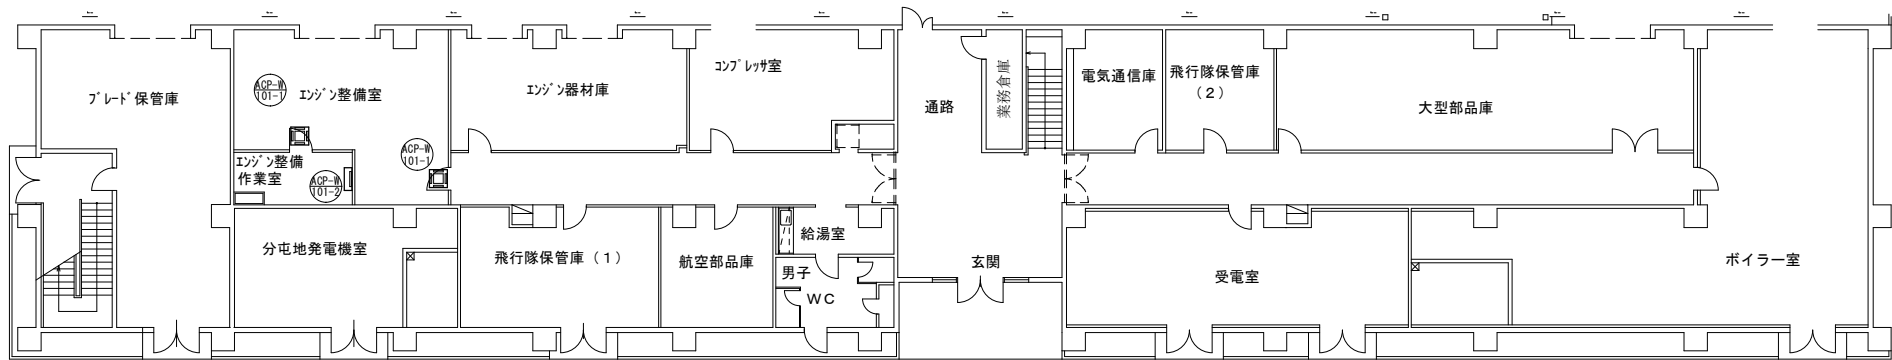 ブレード保管庫
ACP-W
101-1
エンジン整備室
エンジン整備
作業室
ACP-W
101-2
ACP-W
101-1
エンジン器材庫
コンプレッサ室
通路
業務倉庫
電気通信庫
飛行隊保管庫
(2)
大型部品庫
分屯地発電機室
飛行隊保管庫(1)
航空部品庫
給湯室
男子
WC
玄関
受電室
ボイラー室